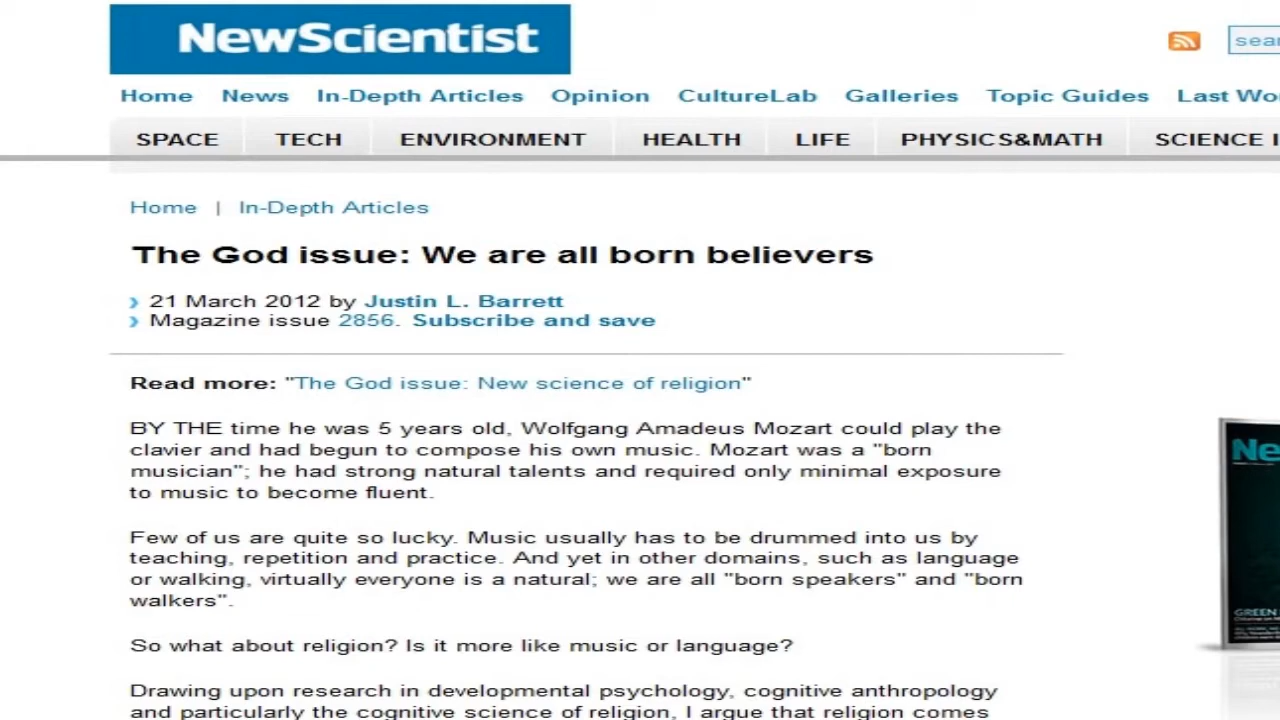 NewScientist
Home News In-Depth Articles Opinion CultureLab Galleries Topic Guides Last
SPACE TECH ENVIRONMENT HEALTH LIFE PHYSICS&MATH SCIENCE
Home | In-Depth Articles
The God issue: We are all born believers
21 March 2012 by Justin L. Barrett
Magazine issue 2856. Subscribe and save
Read more: "The God issue: New science of religion"
BY THE time he was 5 years old, Wolfgang Amadeus Mozart could play the
clavier and had begun to compose his own music. Mozart was a "born
musician"; he had strong natural talents and required only minimal exposure
to music to become fluent.
Few of us are quite so lucky. Music usually has to be drummed into us by
teaching, repetition and practice. And yet in other domains, such as language
or walking, virtually everyone is a natural; we are all "born speakers" and "born
walkers".
So what about religion? Is it more like music or language?
Drawing upon research in developmental psychology, cognitive anthropology
and particularly the cognitive science of religion, I argue that religion comes
Ne
GREEN